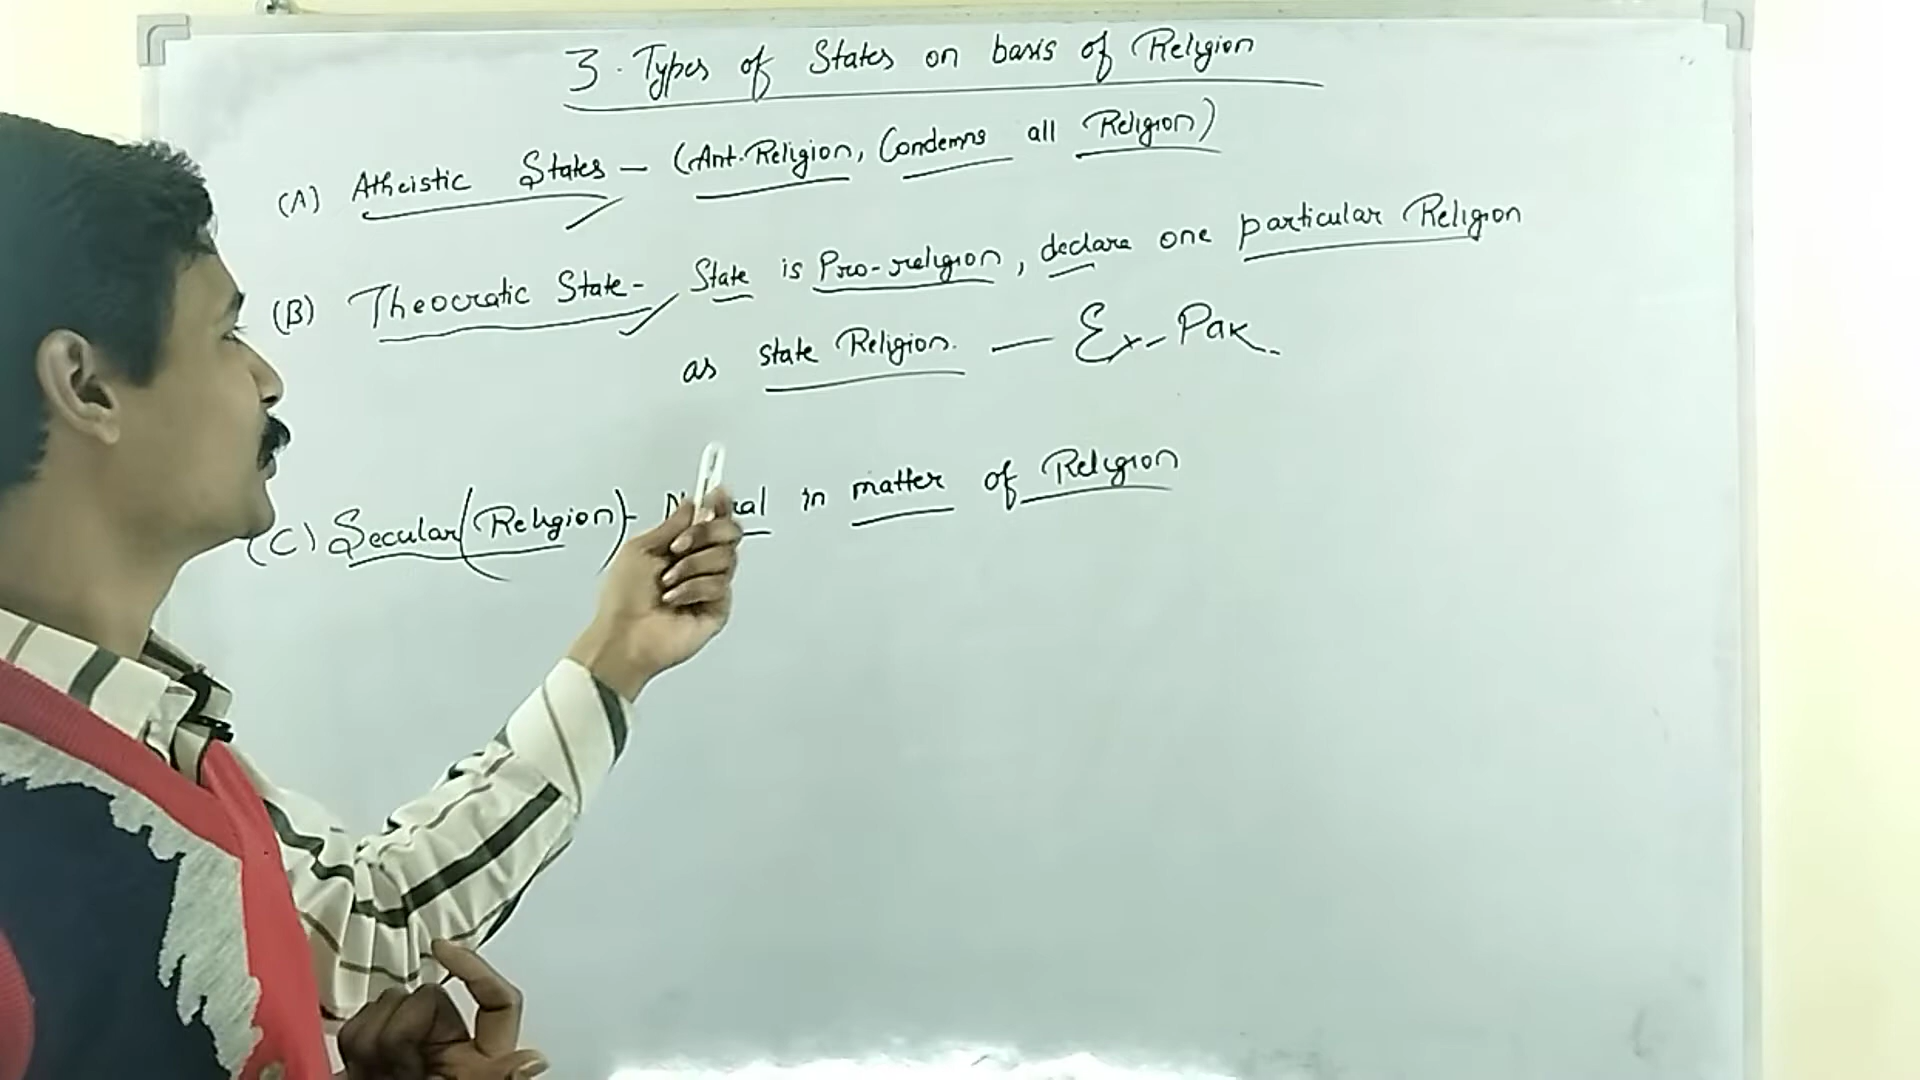 3. Types of States on basis of Religion
(A) Atheistic States - (Ant-Religion, Condemns all Religion)
(B) Theocratic State - State is Pro-religion, declare one particular Religion
as state Religion. - Ex- Pak.
(C) Secular (Religion) - in matter of Religion